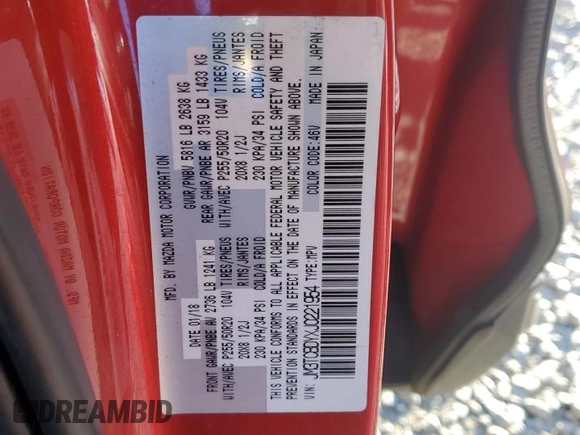 MFD. BY MAZDA MOTOR CORPORATION
DATE: 01/18 GVWR/PNBV: 5816 LB 2638 KG
FRONT GAWR/PNBE AV 2736 LB 1241 KG REAR GAWR/PNBE AR 3159 LB 1433 KG
WITH/AVEC P255/50R20 104V TIRES/PNEUS WITH/AVEC P255/50R20 104V TIRES/PNEUS
20X8 1/2J RIMS/JANTES 20X8 1/2J RIMS/JANTES
230 KPA/34 PSI COLD/A FROID 230 KPA/34 PSI COLD/A FROID
THIS VEHICLE CONFORMS TO ALL APPLICABLE FEDERAL MOTOR VEHICLE SAFETY AND THEFT
PREVENTION STANDARDS IN EFFECT ON THE DATE OF MANUFACTURE SHOWN ABOVE.
VIN: TYPE: MPV COLOR CODE: 46V MADE IN JAPAN
IDREAMBID